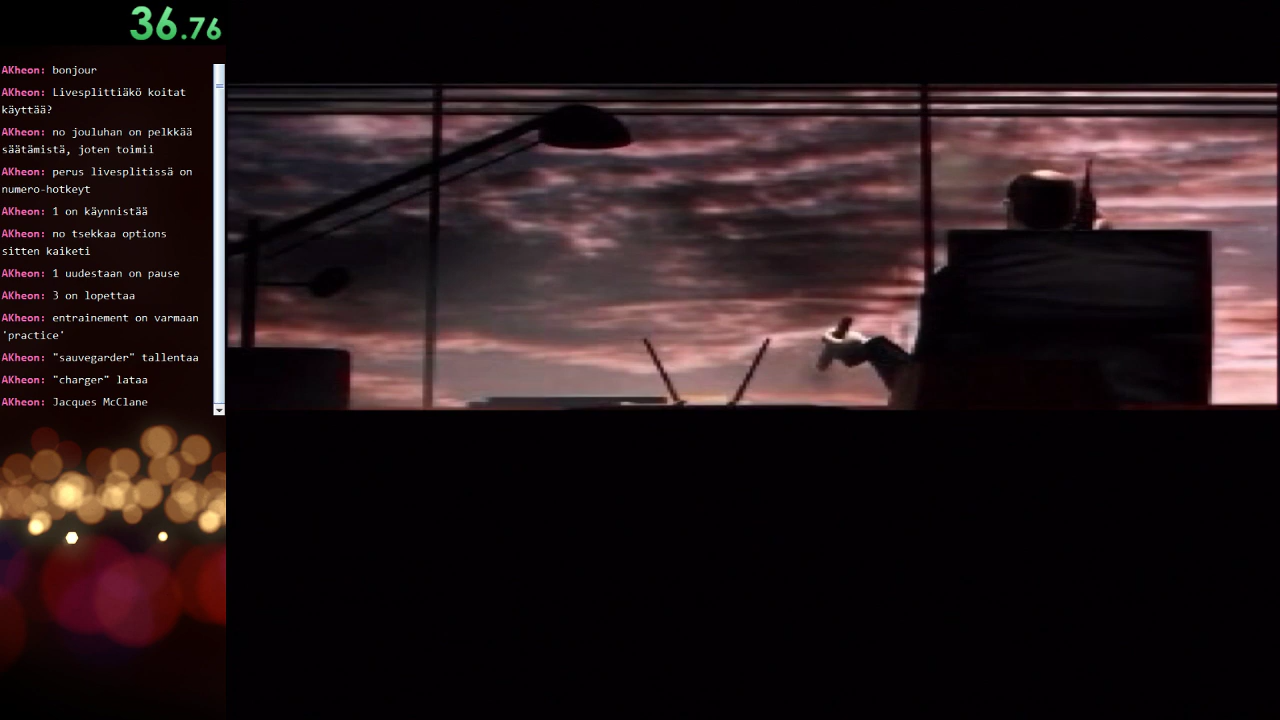 36.76
AKheon: bonjour
AKheon: Livesplittiäkö koitat
käyttää?
AKheon: no jouluhan on pelkkää
säätämistä, joten toimii
AKheon: perus livesplitissä on
numero-hotkeyt
AKheon: 1 on käynnistää
AKheon: no tsekkaa options
sitten kaiketi
AKheon: 1 uudestaan on pause
AKheon: 3 on lopettaa
AKheon: entrainement on varmaan
'practice'
AKheon: "sauvegarder" tallentaa
AKheon: "charger" lataa
AKheon: Jacques McClane